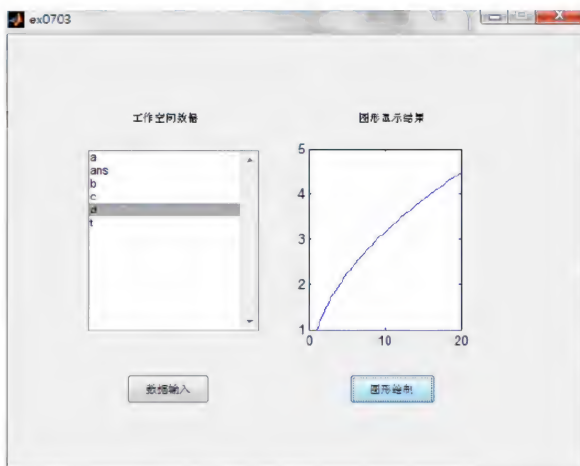 ex0703
工作空间数据
图形显示结果
a
ans
b
c
d
t
5
4
3
2
1
0 10 20
数据输入
图形绘制